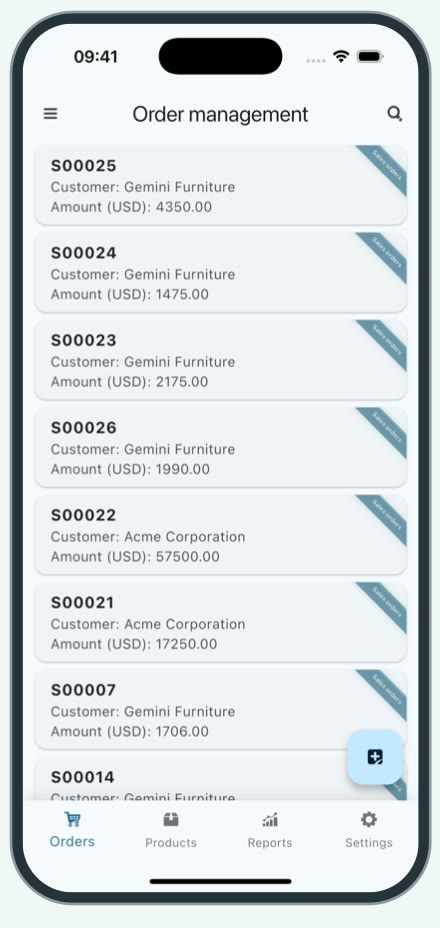 09:41
Order management
S00025
Customer: Gemini Furniture
Amount (USD): 4350.00
Sales orders
S00024
Customer: Gemini Furniture
Amount (USD): 1475.00
Sales orders
S00023
Customer: Gemini Furniture
Amount (USD): 2175.00
Sales orders
S00026
Customer: Gemini Furniture
Amount (USD): 1990.00
Sales orders
S00022
Customer: Acme Corporation
Amount (USD): 57500.00
Sales orders
S00021
Customer: Acme Corporation
Amount (USD): 17250.00
Sales orders
S00007
Customer: Gemini Furniture
Amount (USD): 1706.00
Sales orders
S00014
Customer: Gemini Furniture
Orders
Products
Reports
Settings